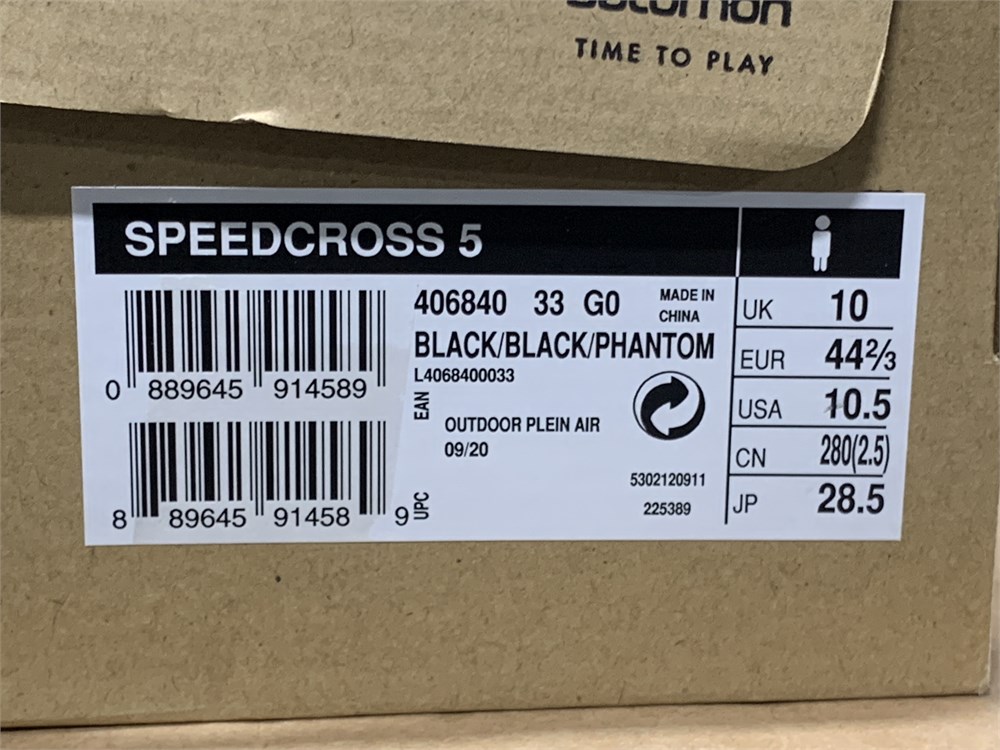 salomon
TIME TO PLAY
SPEEDCROSS 5
406840 33 G0
MADE IN
CHINA
BLACK/BLACK/PHANTOM
L4068400033
0 889645 914589
EAN
OUTDOOR PLEIN AIR
09/20
5302120911
225389
8 89645 91458 9
UPC
UK 10
EUR 44⅔
USA 10.5
CN 280(2.5)
JP 28.5